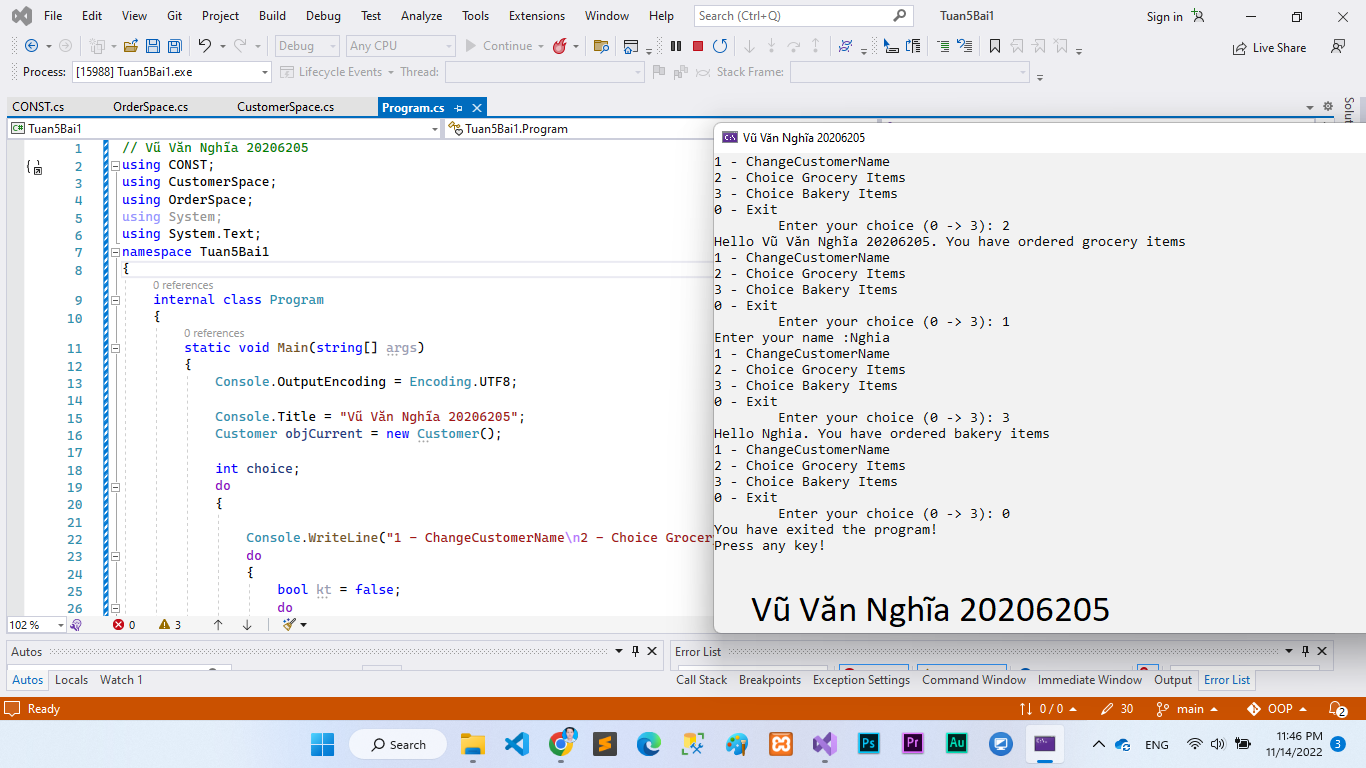 File Edit View Git Project Build Debug Test Analyze Tools Extensions Window Help Search (Ctrl+Q) Tuan5Bai1 Sign in
Debug Any CPU Continue Live Share
Process: [15988] Tuan5Bai1.exe Lifecycle Events Thread: Stack Frame:
CONST.cs OrderSpace.cs CustomerSpace.cs Program.cs
Tuan5Bai1 Tuan5Bai1.Program
1 // Vũ Văn Nghĩa 20206205
2 using CONST;
3 using CustomerSpace;
4 using OrderSpace;
5 using System;
6 using System.Text;
7 namespace Tuan5Bai1
8 {
0 references
9 internal class Program
10 {
0 references
11 static void Main(string[] args)
12 {
13 Console.OutputEncoding = Encoding.UTF8;
14
15 Console.Title = "Vũ Văn Nghĩa 20206205";
16 Customer objCurrent = new Customer();
17
18 int choice;
19 do
20 {
21
22 Console.WriteLine("1 - ChangeCustomerName\n2 - Choice Grocer
23 do
24 {
25 bool kt = false;
26 do
102 % 0 3
Vũ Văn Nghĩa 20206205
1 - ChangeCustomerName
2 - Choice Grocery Items
3 - Choice Bakery Items
0 - Exit
Enter your choice (0 -> 3): 2
Hello Vũ Văn Nghĩa 20206205. You have ordered grocery items
1 - ChangeCustomerName
2 - Choice Grocery Items
3 - Choice Bakery Items
0 - Exit
Enter your choice (0 -> 3): 1
Enter your name :Nghia
1 - ChangeCustomerName
2 - Choice Grocery Items
3 - Choice Bakery Items
0 - Exit
Enter your choice (0 -> 3): 3
Hello Nghia. You have ordered bakery items
1 - ChangeCustomerName
2 - Choice Grocery Items
3 - Choice Bakery Items
0 - Exit
Enter your choice (0 -> 3): 0
You have exited the program!
Press any key!
Vũ Văn Nghĩa 20206205
Autos Error List
Autos Locals Watch 1 Call Stack Breakpoints Exception Settings Command Window Immediate Window Output Error List
Ready 0 / 0 30 main OOP 2
Search Ps Pr Au ENG 11:46 PM
11/14/2022 3